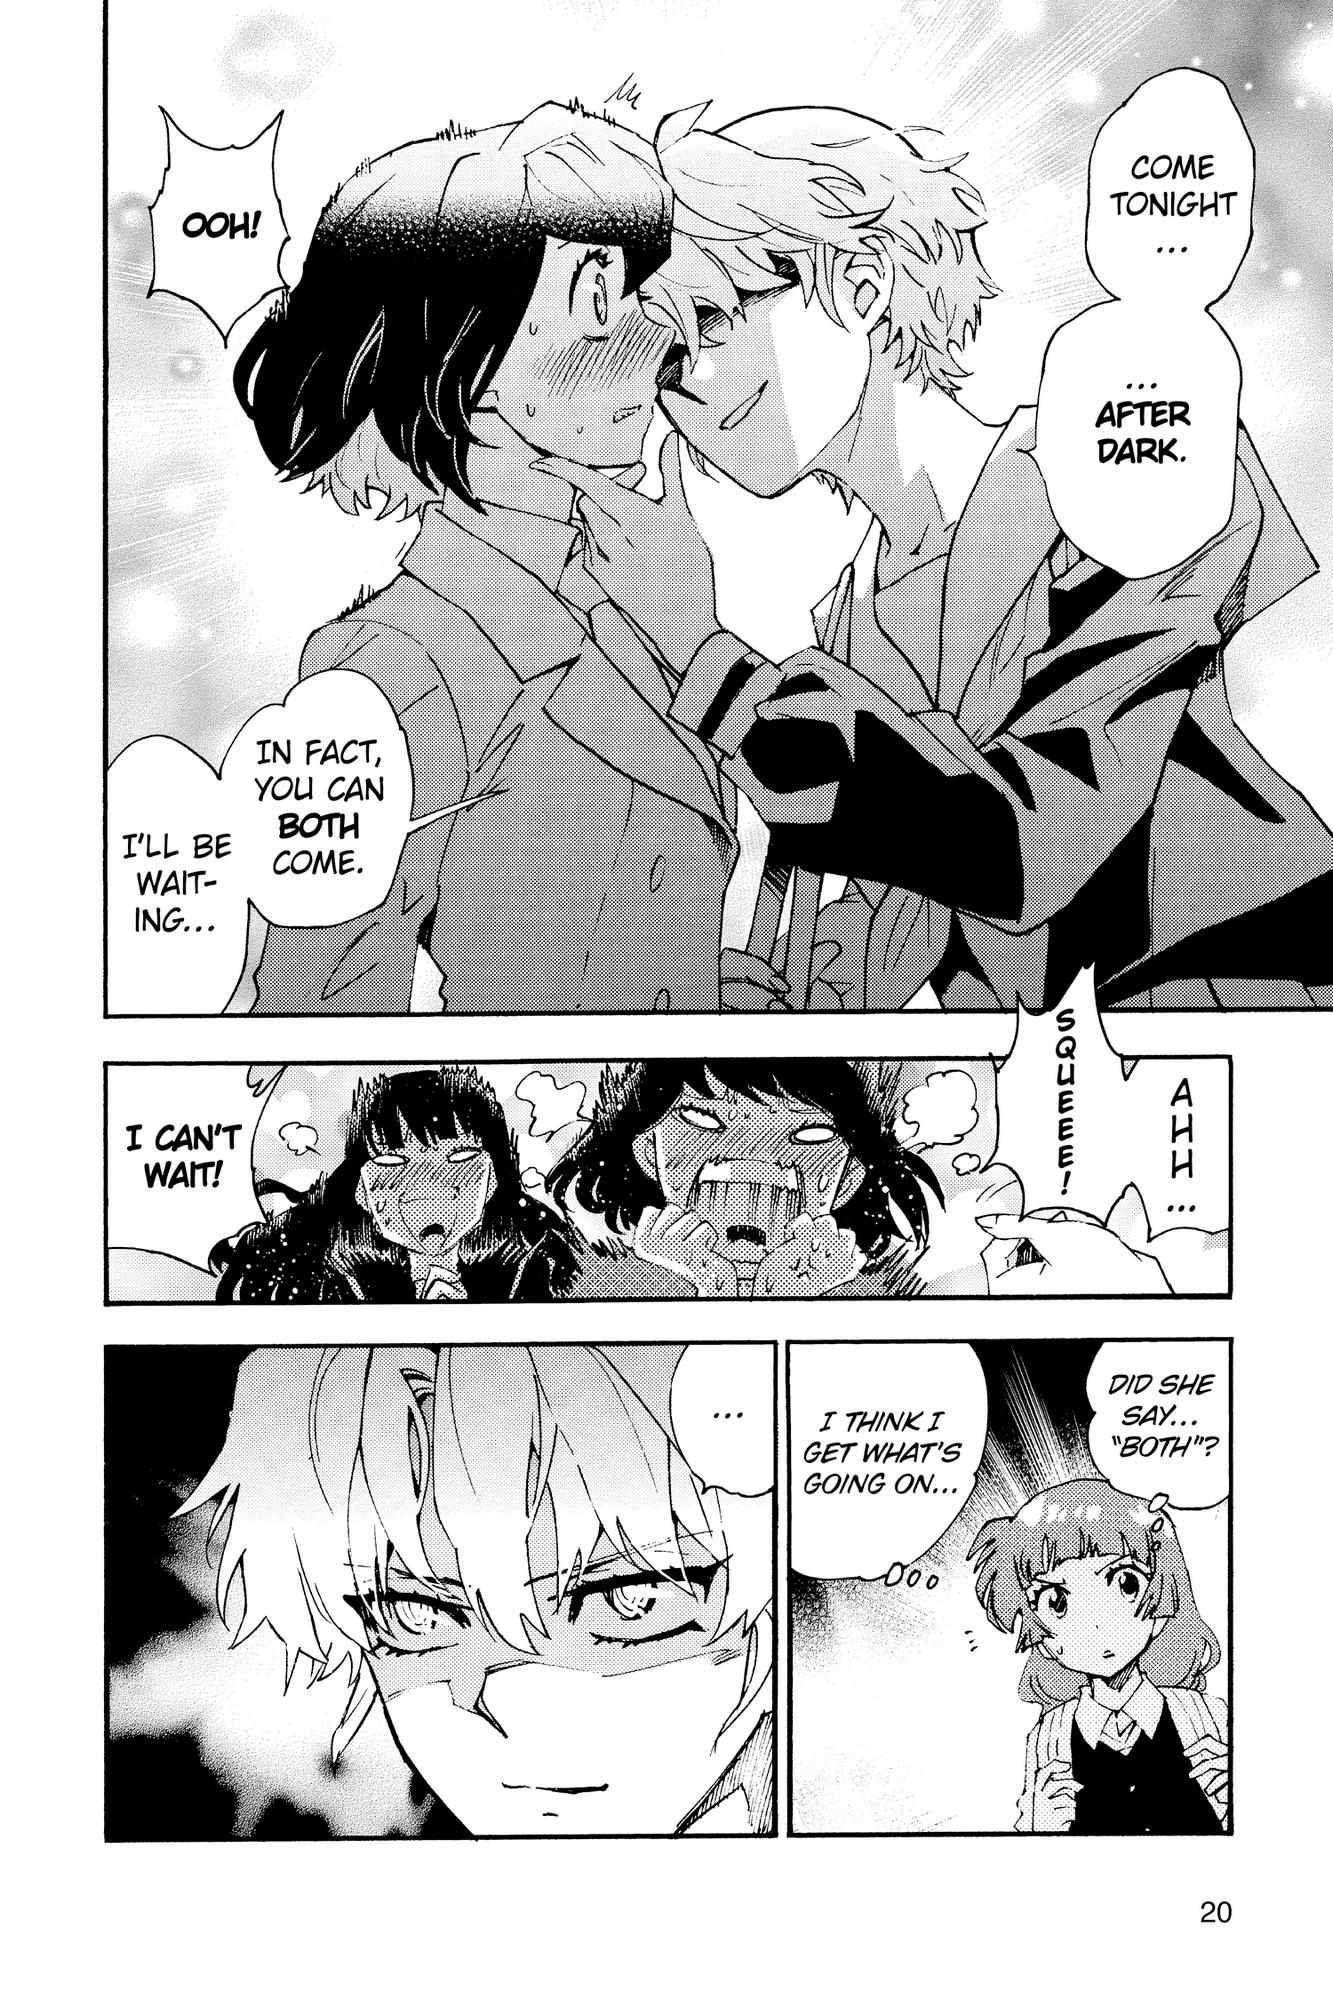 COME
TONIGHT
...
...
AFTER
DARK.
OOH!
IN FACT,
YOU CAN
BOTH
COME.
I'LL BE
WAIT-
ING...
AHH...
SQUEEEE!
I CAN'T
WAIT!
DID SHE
SAY...
"BOTH"?
I THINK I
GET WHAT'S
GOING ON...
...
20